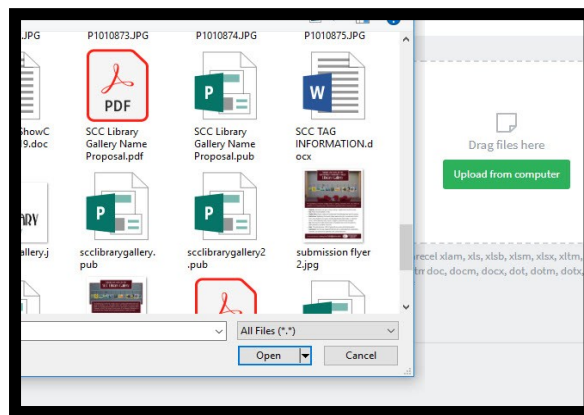 .JPG P1010873.JPG P1010874.JPG P1010875.JPG
PDF
P
W
ShowC
19.doc
SCC Library
Gallery Name
Proposal.pdf
SCC Library
Gallery Name
Proposal.pub
SCC TAG
INFORMATION.d
ocx
Drag files here
Upload from computer
P
P
allery.j
scclibrarygallery.
pub
scclibrarygallery2
.pub
submission flyer
2.jpg
xlam, xls, xlsb, xlsm, xlsx, xltm,
doc, docm, docx, dot, dotm, dotx,
All Files (*.*)
Open
Cancel